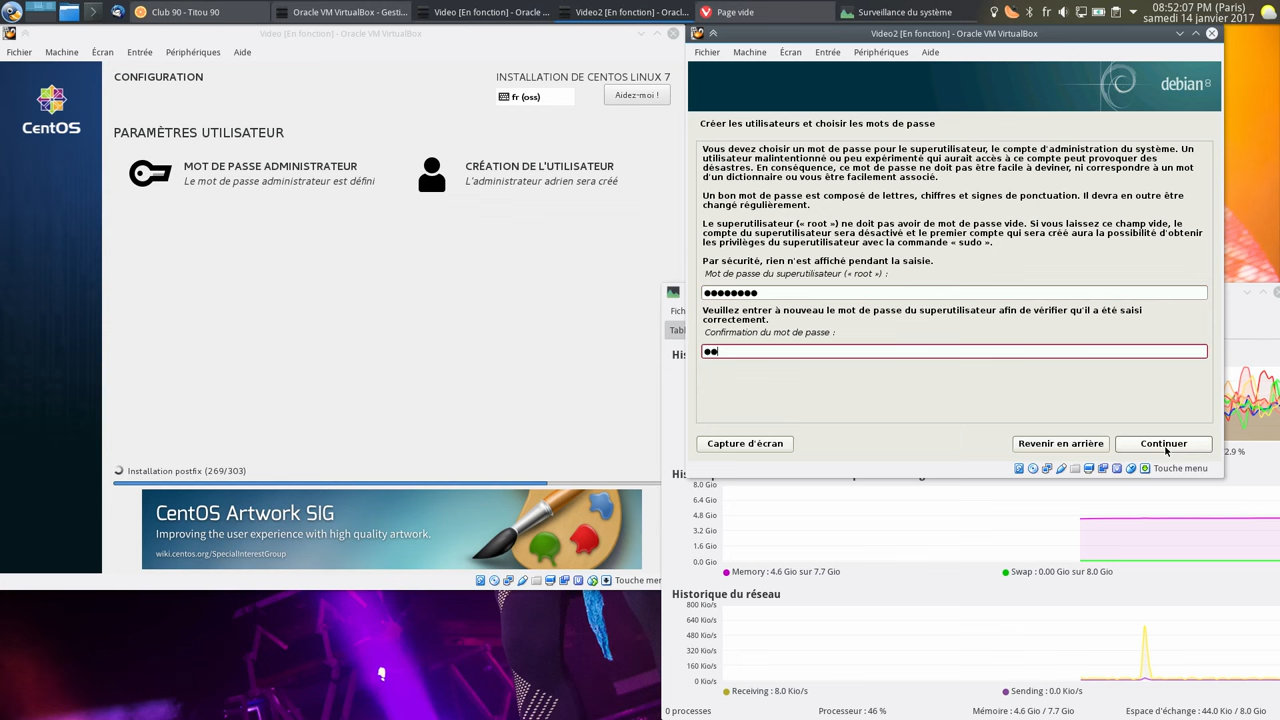 Club 90 - Titou 90
Oracle VM VirtualBox - Gesti...
Video [En fonction] - Oracle ...
Video2 [En fonction] - Oracl...
Page vide
Surveillance du système
fr
08:52:07 PM (Paris)
samedi 14 janvier 2017
Video [En fonction] - Oracle VM VirtualBox
Fichier Machine Écran Entrée Périphériques Aide
CentOS
CONFIGURATION
INSTALLATION DE CENTOS LINUX 7
fr (oss)
Aidez-moi !
PARAMÈTRES UTILISATEUR
MOT DE PASSE ADMINISTRATEUR
Le mot de passe administrateur est défini
CRÉATION DE L'UTILISATEUR
L'administrateur adrien sera créé
Installation postfix (269/303)
CentOS Artwork SIG
Improving the user experience with high quality artwork.
wiki.centos.org/SpecialInterestGroup
Touche men
Video2 [En fonction] - Oracle VM VirtualBox
Fichier Machine Écran Entrée Périphériques Aide
debian 8
Créer les utilisateurs et choisir les mots de passe
Vous devez choisir un mot de passe pour le superutilisateur, le compte d'administration du système. Un
utilisateur malintentionné ou peu expérimenté qui aurait accès à ce compte peut provoquer des
désastres. En conséquence, ce mot de passe ne doit pas être facile à deviner, ni correspondre à un mot
d'un dictionnaire ou vous être facilement associé.
Un bon mot de passe est composé de lettres, chiffres et signes de ponctuation. Il devra en outre être
changé régulièrement.
Le superutilisateur (« root ») ne doit pas avoir de mot de passe vide. Si vous laissez ce champ vide, le
compte du superutilisateur sera désactivé et le premier compte qui sera créé aura la possibilité d'obtenir
les privilèges du superutilisateur avec la commande « sudo ».
Par sécurité, rien n'est affiché pendant la saisie.
Mot de passe du superutilisateur (« root ») :
●●●●●●●●
Veuillez entrer à nouveau le mot de passe du superutilisateur afin de vérifier qu'il a été saisi
correctement.
Confirmation du mot de passe :
●●
Capture d'écran
Revenir en arrière
Continuer
Touche menu
Fich
Tabl
His
2.9 %
His
8.0 Gio
6.4 Gio
4.8 Gio
3.2 Gio
1.6 Gio
0.0 Gio
Memory : 4.6 Gio sur 7.7 Gio
Swap : 0.00 Gio sur 8.0 Gio
Historique du réseau
800 Kio/s
640 Kio/s
480 Kio/s
320 Kio/s
160 Kio/s
0 Kio/s
Receiving : 8.0 Kio/s
Sending : 0.0 Kio/s
0 processes
Processeur : 46 %
Mémoire : 4.6 Gio / 7.7 Gio
Espace d'échange : 44.0 Kio / 8.0 Gio